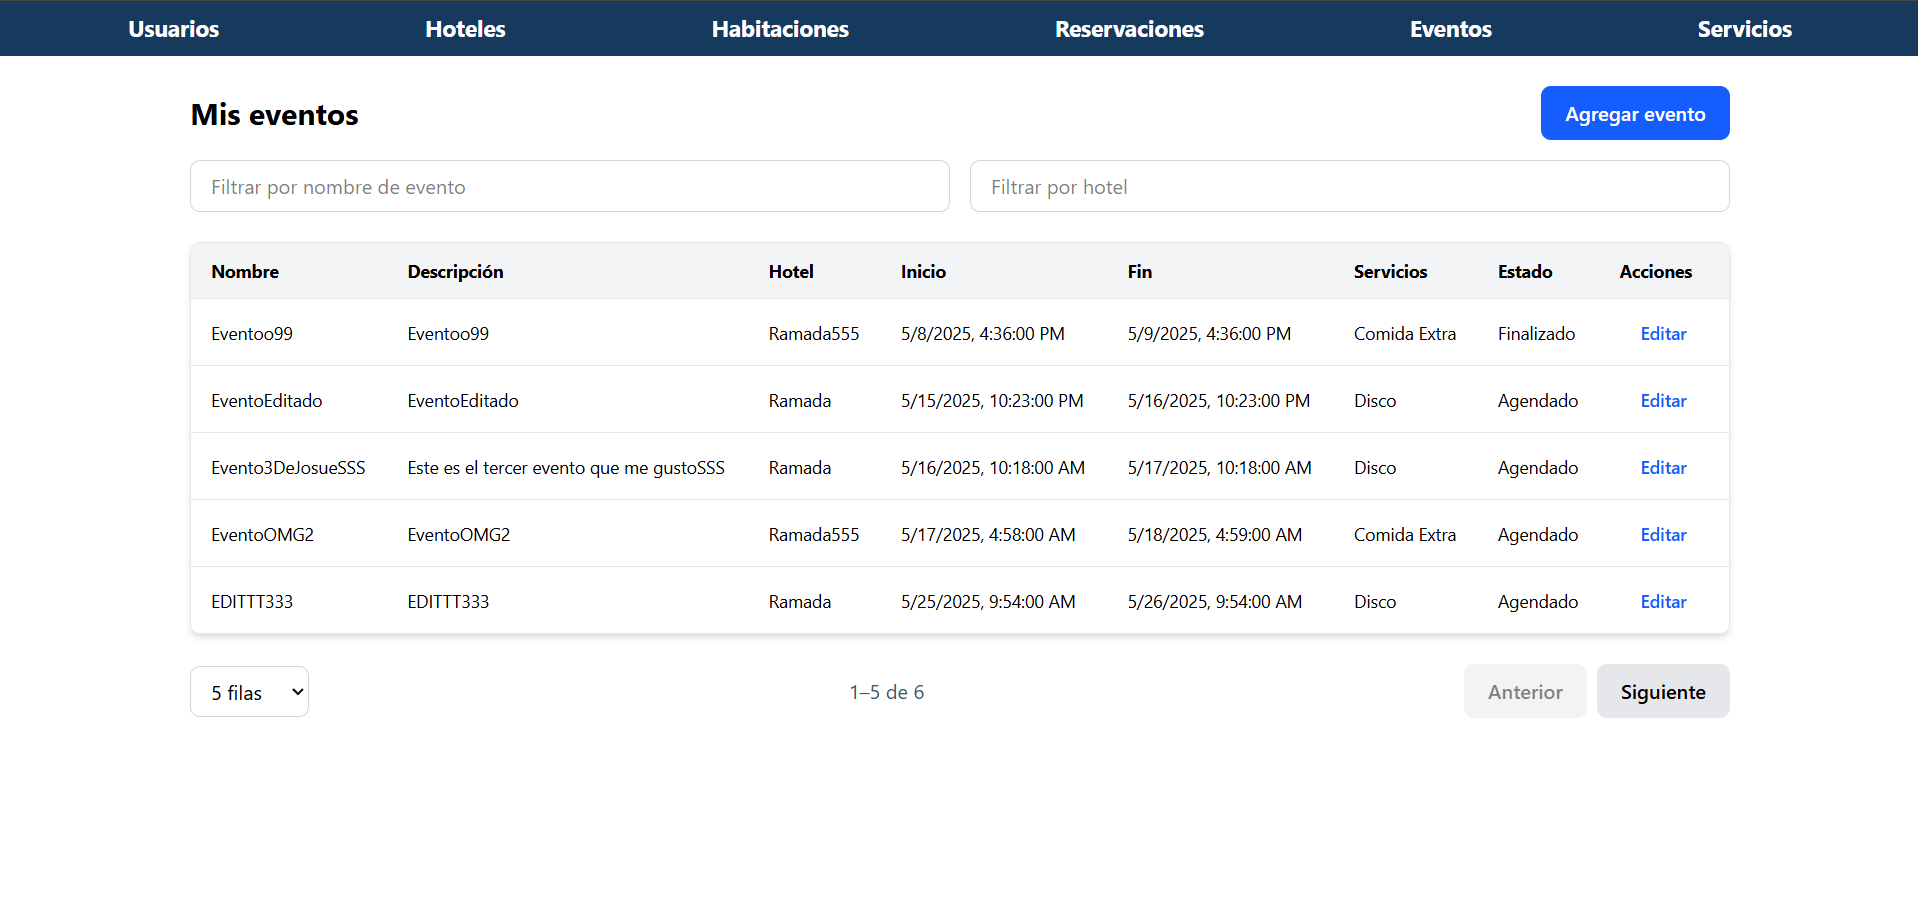 Usuarios Hoteles Habitaciones Reservaciones Eventos Servicios
Mis eventos Agregar evento
Filtrar por nombre de evento Filtrar por hotel
Nombre Descripción Hotel Inicio Fin Servicios Estado Acciones
Eventoo99 Eventoo99 Ramada555 5/8/2025, 4:36:00 PM 5/9/2025, 4:36:00 PM Comida Extra Finalizado Editar
EventoEditado EventoEditado Ramada 5/15/2025, 10:23:00 PM 5/16/2025, 10:23:00 PM Disco Agendado Editar
Evento3DeJosueSSS Este es el tercer evento que me gustoSSS Ramada 5/16/2025, 10:18:00 AM 5/17/2025, 10:18:00 AM Disco Agendado Editar
EventoOMG2 EventoOMG2 Ramada555 5/17/2025, 4:58:00 AM 5/18/2025, 4:59:00 AM Comida Extra Agendado Editar
EDITTT333 EDITTT333 Ramada 5/25/2025, 9:54:00 AM 5/26/2025, 9:54:00 AM Disco Agendado Editar
5 filas 1–5 de 6 Anterior Siguiente